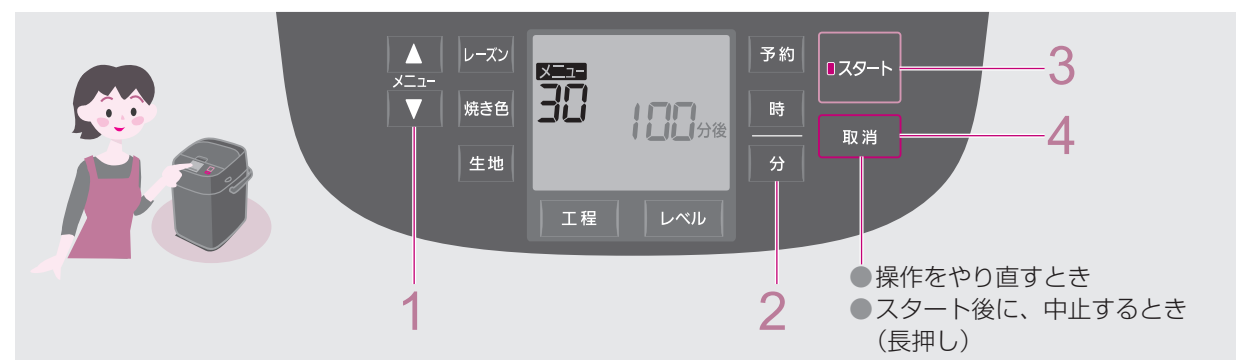 ▲
メニュー
▼
レーズン
焼き色
生地
メニュー
30
100分後
工程
レベル
予約
時
分
スタート
取消
1
2
3
4
●操作をやり直すとき
●スタート後に、中止するとき
（長押し）